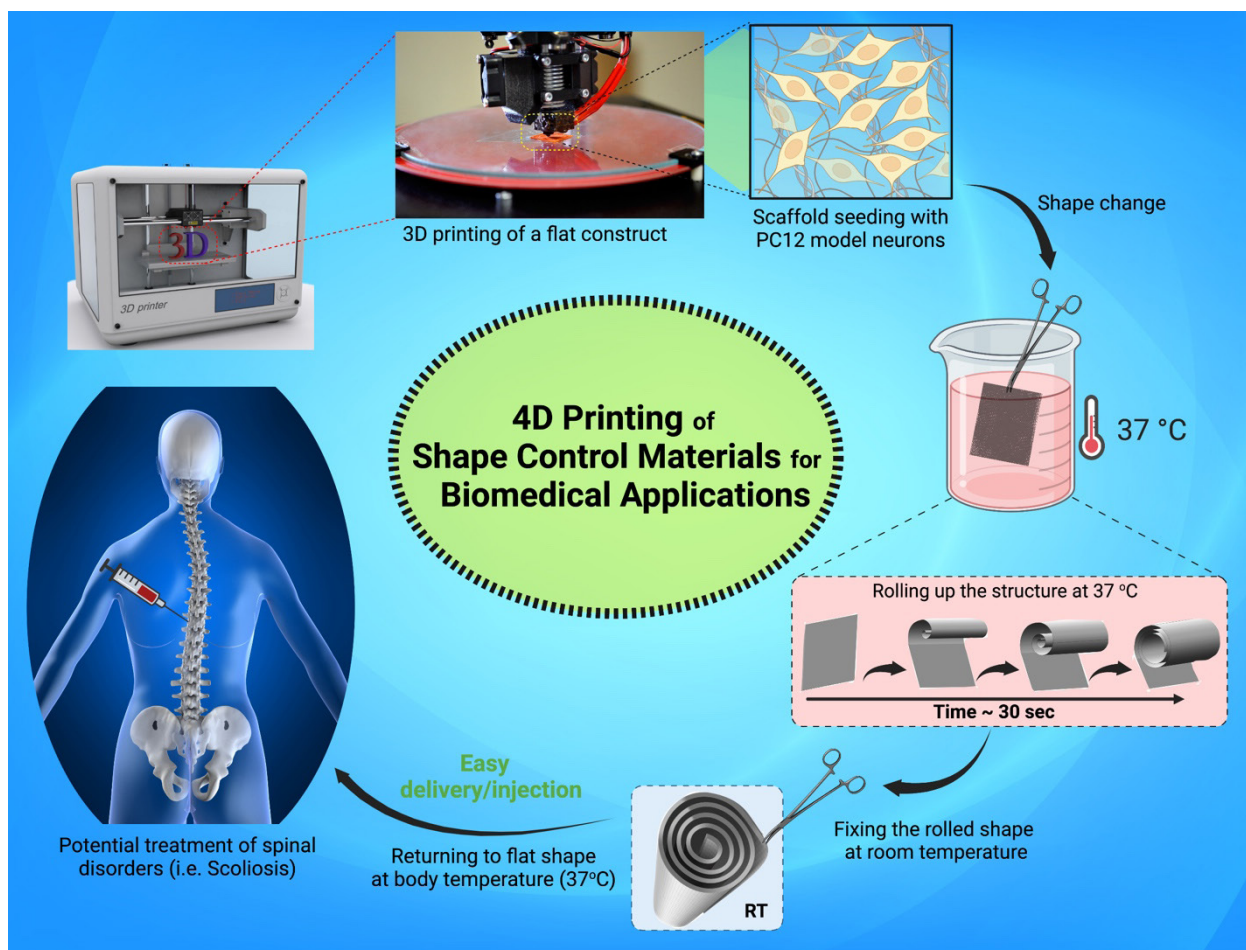 3D
3D printer
3D printing of a flat construct
Scaffold seeding with
PC12 model neurons
Shape change
37 °C
4D Printing of
Shape Control Materials for
Biomedical Applications
Rolling up the structure at 37 °C
Time ~ 30 sec
Fixing the rolled shape
at room temperature
RT
Easy
delivery/injection
Returning to flat shape
at body temperature (37°C)
Potential treatment of spinal
disorders (i.e. Scoliosis)